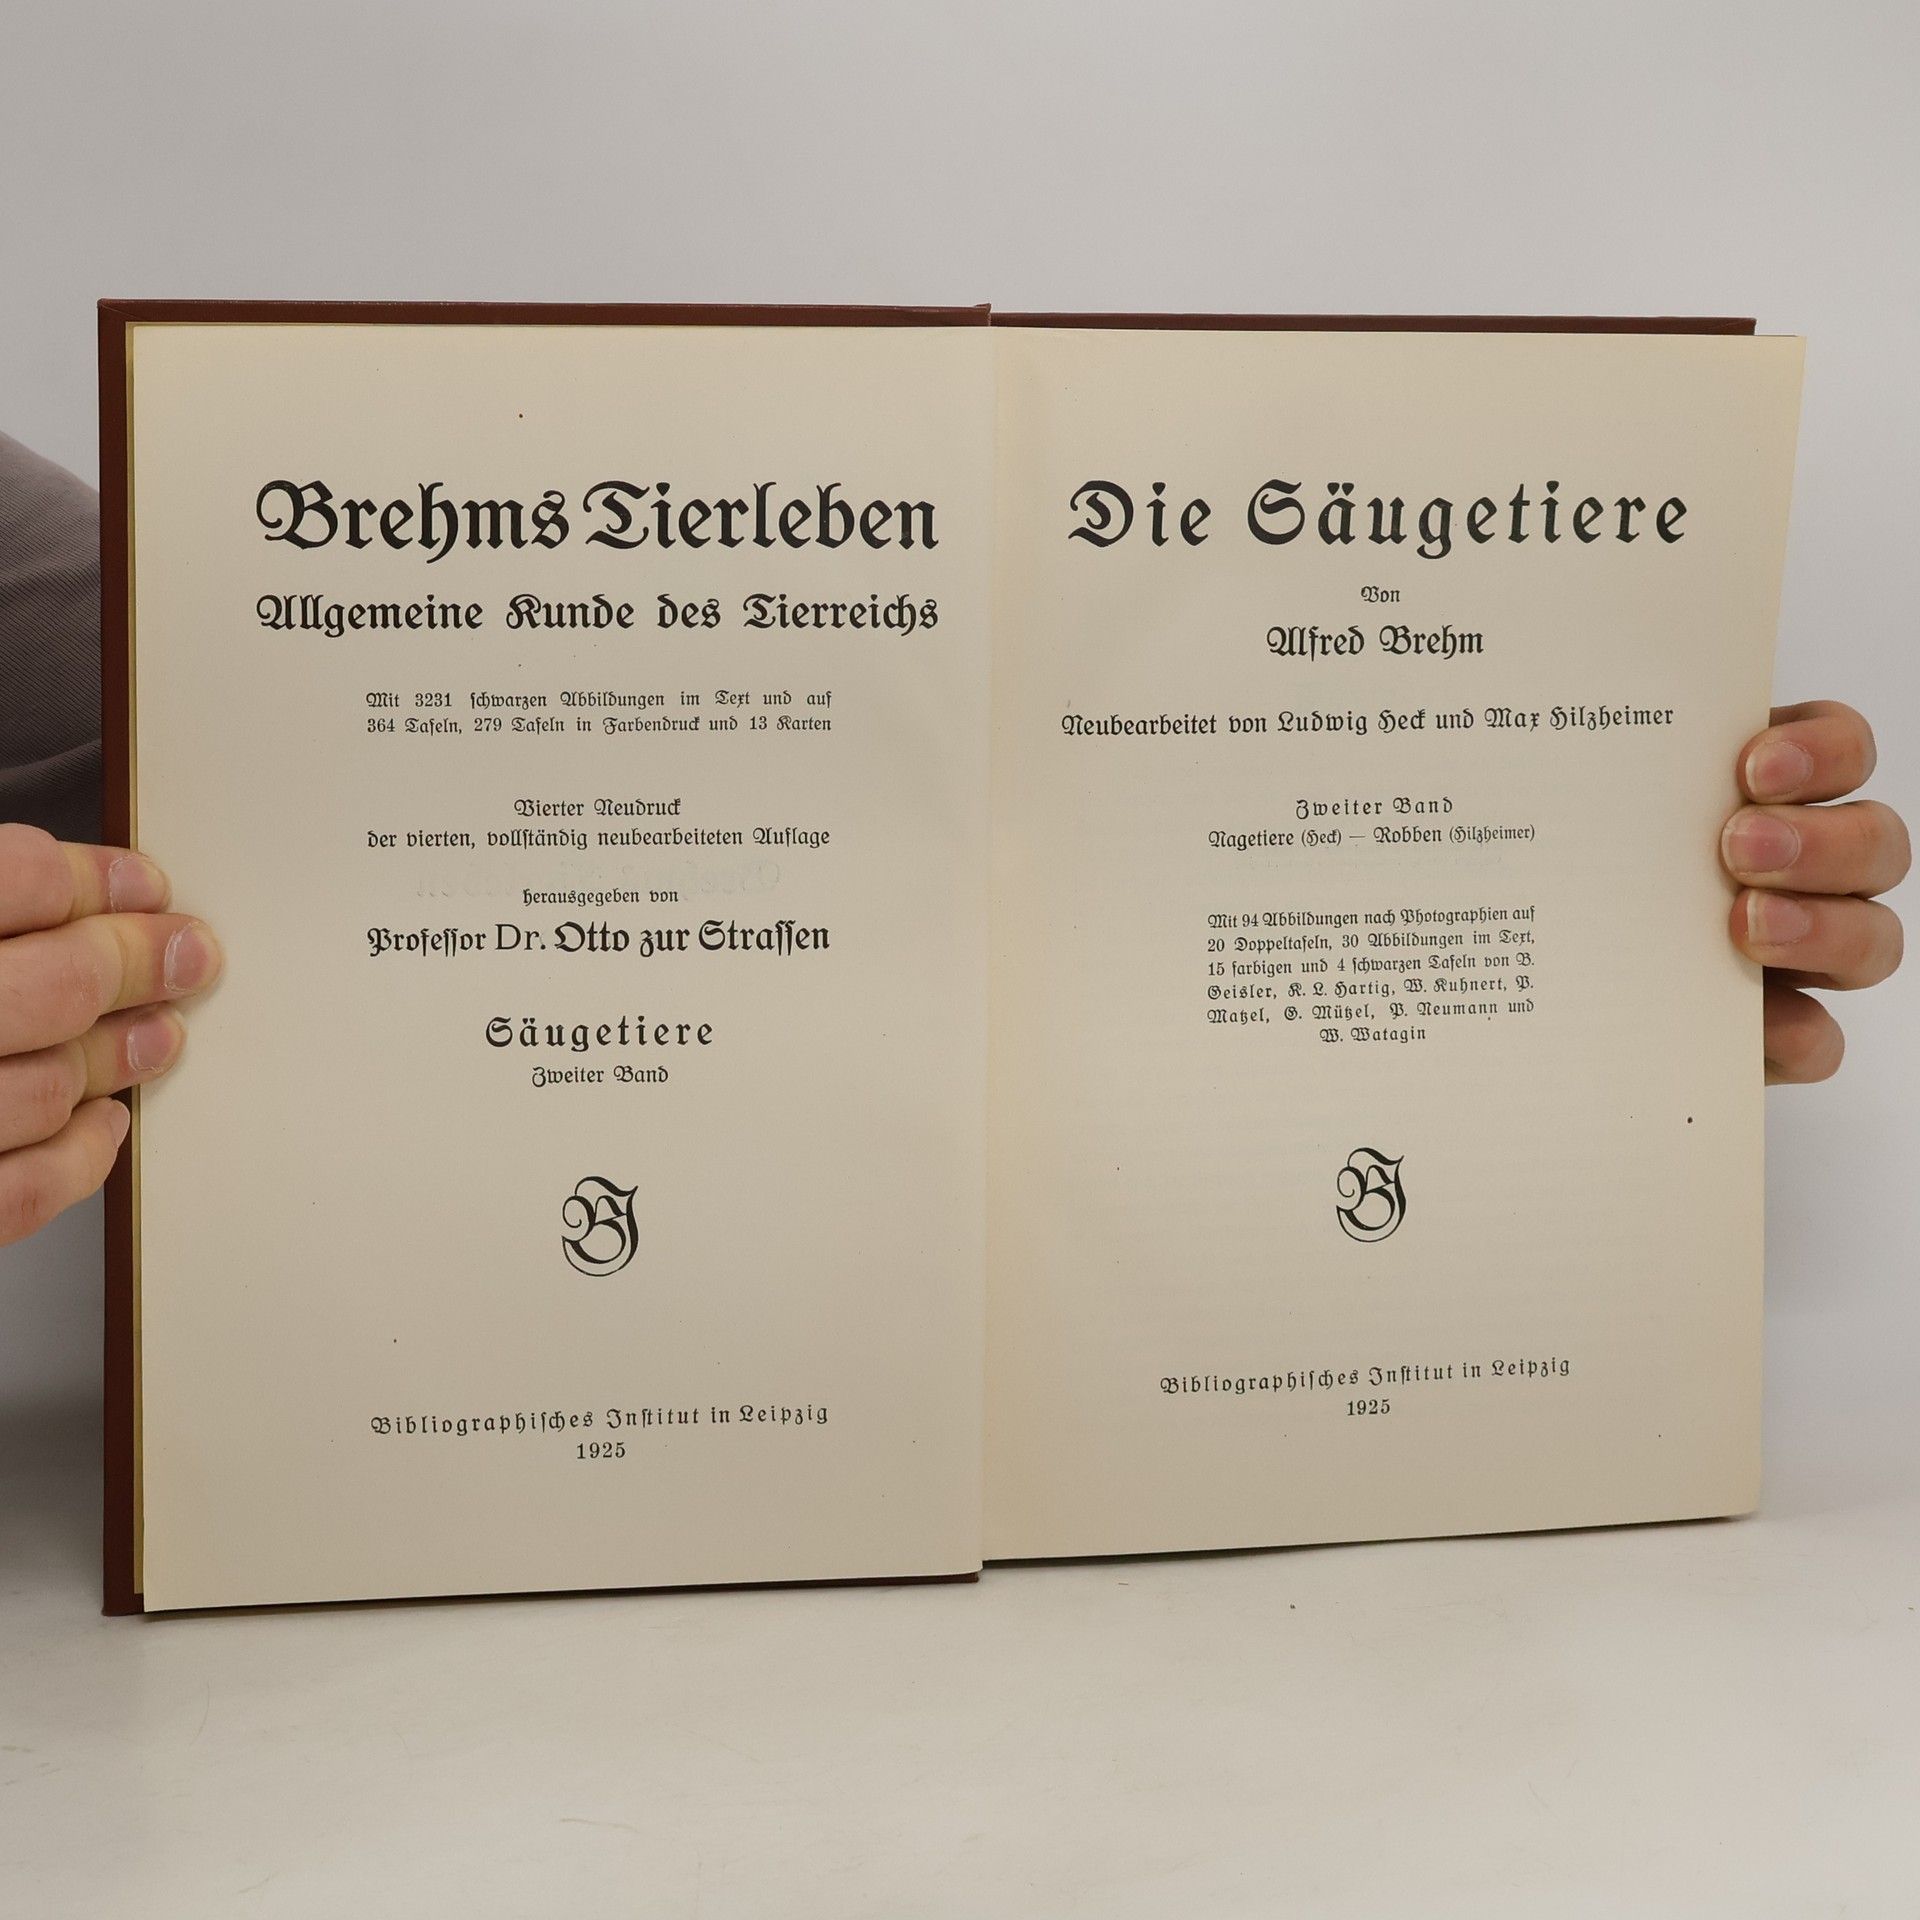 Brehms Tierleben
Allgemeine Kunde des Tierreichs
Mit 3231 schwarzen Abbildungen im Text und auf
364 Tafeln, 279 Tafeln in Farbendruck und 13 Karten
Vierter Neudruck
der vierten, vollständig neubearbeiteten Auflage
herausgegeben von
Professor Dr. Otto zur Strassen
Säugetiere
Zweiter Band
BJ
Bibliographisches Institut in Leipzig
1925
Die Säugetiere
Von
Alfred Brehm
Neubearbeitet von Ludwig Heck und Max Hilzheimer
Zweiter Band
Nagetiere (Heck) — Robben (Hilzheimer)
Mit 94 Abbildungen nach Photographien auf
20 Doppeltafeln, 30 Abbildungen im Text,
15 farbigen und 4 schwarzen Tafeln von B.
Geisler, K. L. Hartig, W. Kuhnert, P.
Matzel, G. Mützel, P. Neumann und
W. Watagin
BJ
Bibliographisches Institut in Leipzig
1925